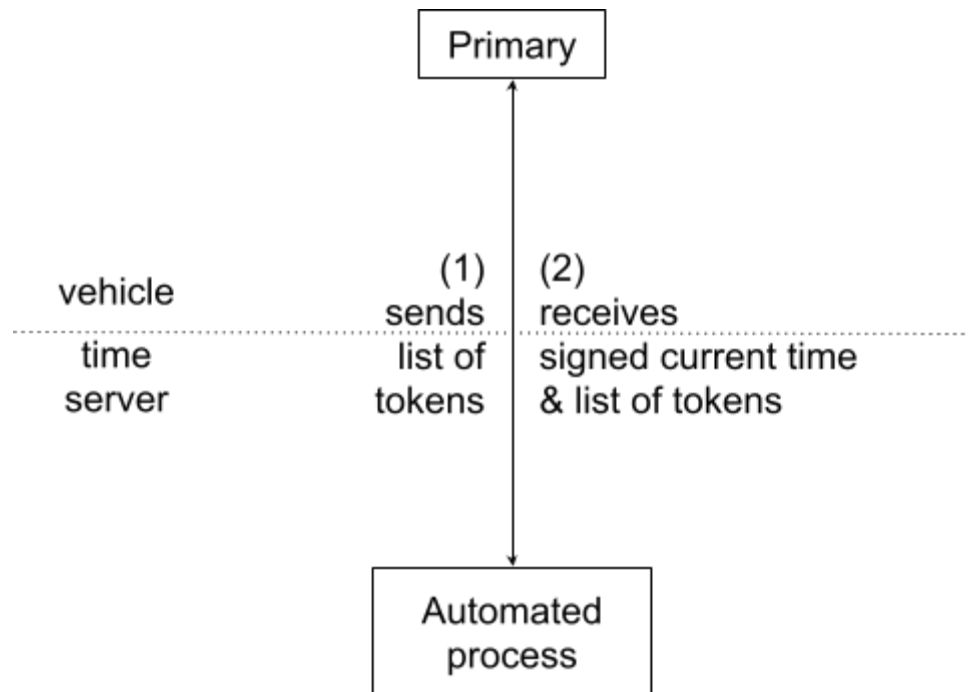 Primary
vehicle
time
server
(1)
sends
list of
tokens
(2)
receives
signed current time
& list of tokens
Automated
process